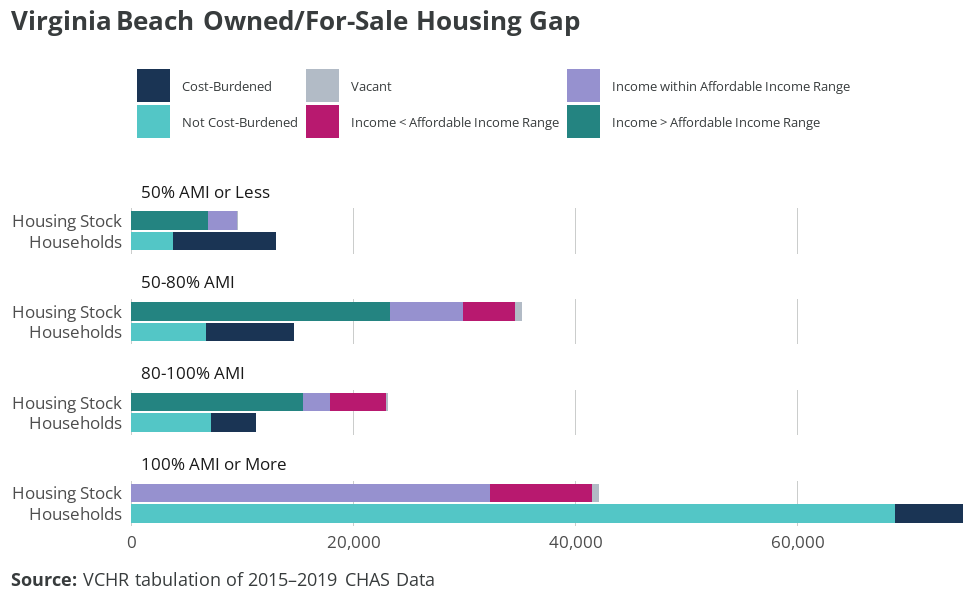 Virginia Beach Owned/For-Sale Housing Gap
Cost-Burdened
Vacant
Income within Affordable Income Range
Not Cost-Burdened
Income < Affordable Income Range
Income > Affordable Income Range
50% AMI or Less
Housing Stock
Households
50-80% AMI
Housing Stock
Households
80-100% AMI
Housing Stock
Households
100% AMI or More
Housing Stock
Households
0 20,000 40,000 60,000
Source: VCHR tabulation of 2015–2019 CHAS Data